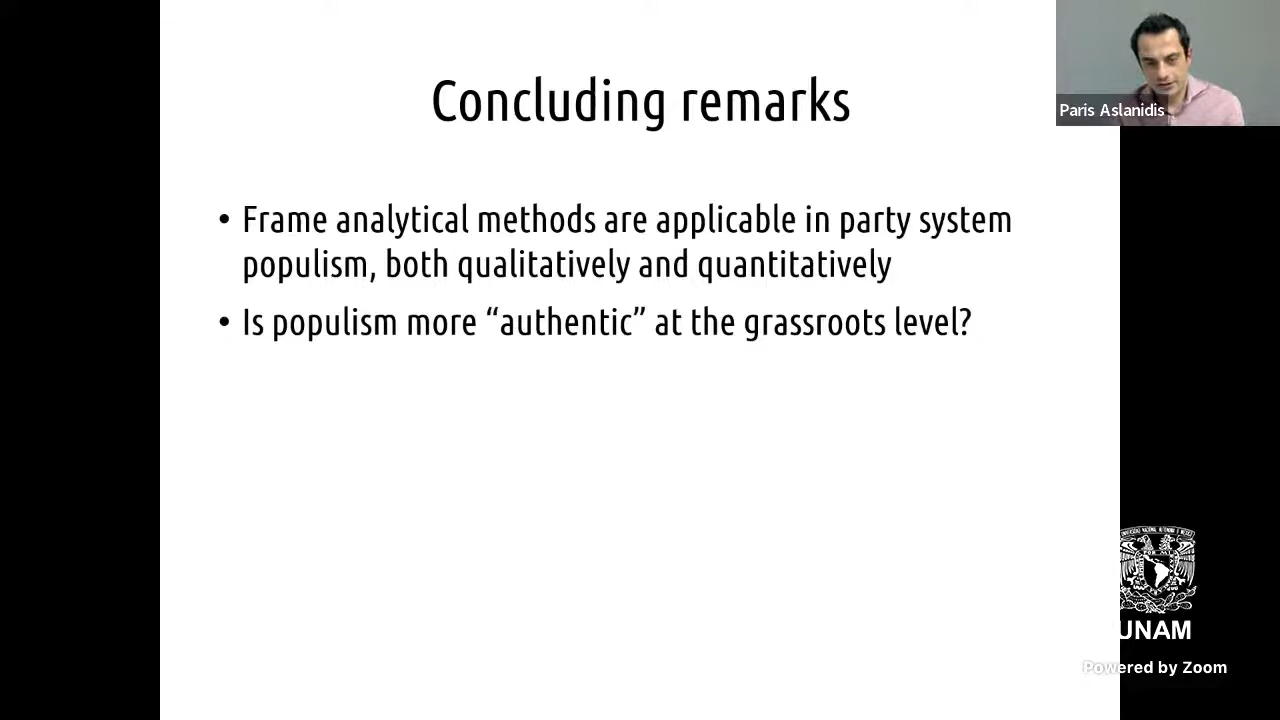 Concluding remarks
Paris Aslanidis
• Frame analytical methods are applicable in party system
populism, both qualitatively and quantitatively
• Is populism more “authentic” at the grassroots level?
UNAM
Powered by Zoom